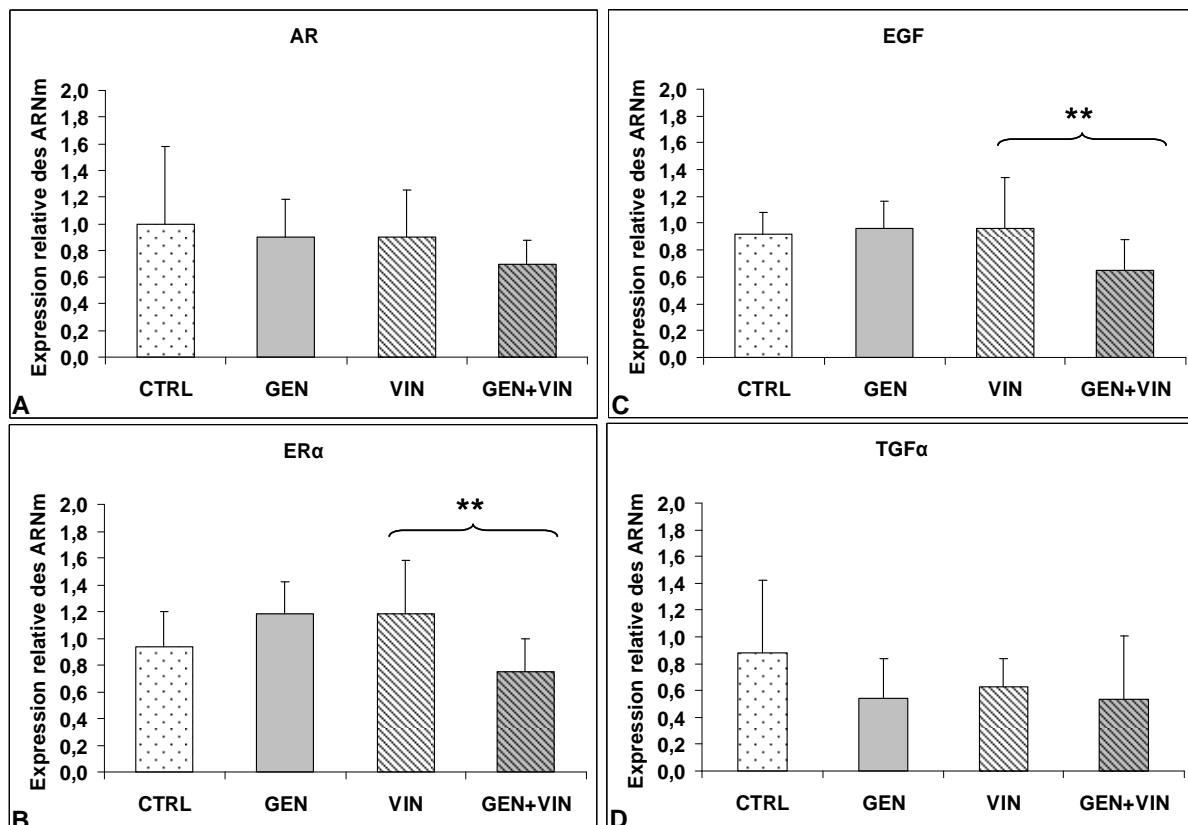 AR
Expression relative des ARNm
2,0
1,8
1,6
1,4
1,2
1,0
0,8
0,6
0,4
0,2
0,0
CTRL GEN VIN GEN+VIN
A
EGF
Expression relative des ARNm
2,0
1,8
1,6
1,4
1,2
1,0
0,8
0,6
0,4
0,2
0,0
**
CTRL GEN VIN GEN+VIN
C
ERα
Expression relative des ARNm
2,0
1,8
1,6
1,4
1,2
1,0
0,8
0,6
0,4
0,2
0,0
**
CTRL GEN VIN GEN+VIN
B
TGFα
Expression relative des ARNm
2,0
1,8
1,6
1,4
1,2
1,0
0,8
0,6
0,4
0,2
0,0
CTRL GEN VIN GEN+VIN
D